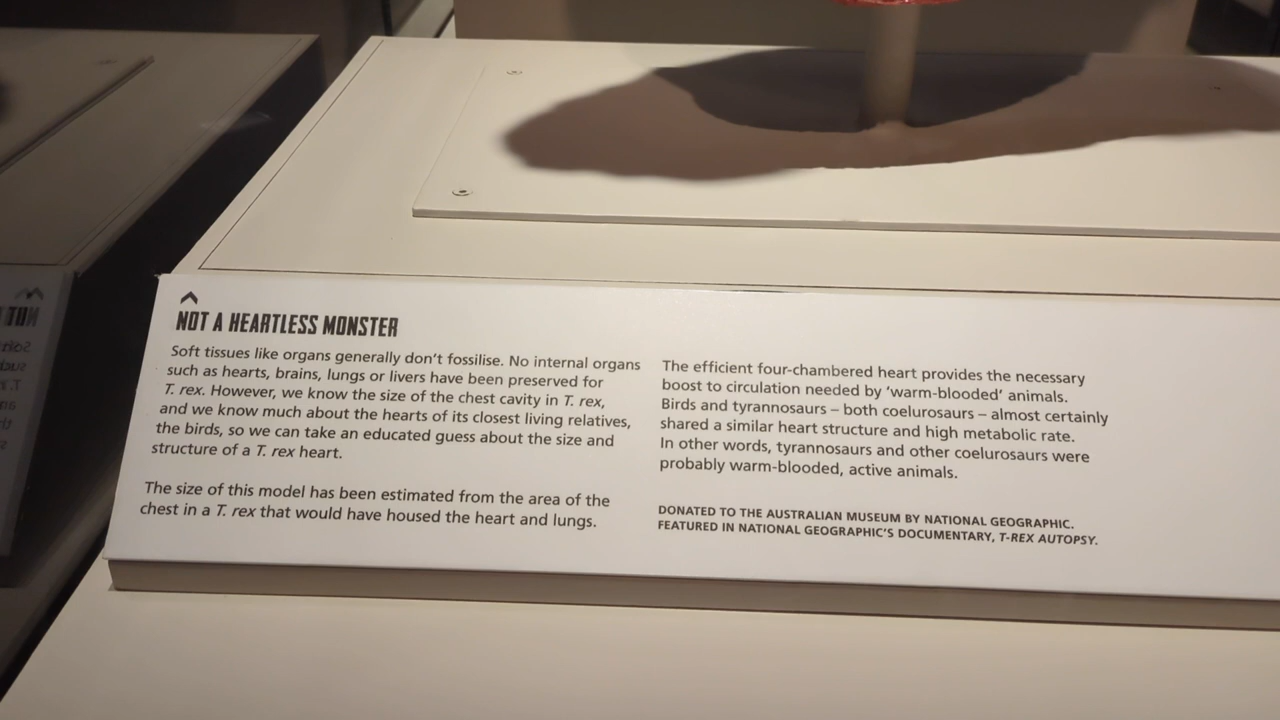 NOT A HEARTLESS MONSTER
Soft tissues like organs generally don't fossilise. No internal organs
such as hearts, brains, lungs or livers have been preserved for
T. rex. However, we know the size of the chest cavity in T. rex,
and we know much about the hearts of its closest living relatives,
the birds, so we can take an educated guess about the size and
structure of a T. rex heart.
The size of this model has been estimated from the area of the
chest in a T. rex that would have housed the heart and lungs.
The efficient four-chambered heart provides the necessary
boost to circulation needed by 'warm-blooded' animals.
Birds and tyrannosaurs – both coelurosaurs – almost certainly
shared a similar heart structure and high metabolic rate.
In other words, tyrannosaurs and other coelurosaurs were
probably warm-blooded, active animals.
DONATED TO THE AUSTRALIAN MUSEUM BY NATIONAL GEOGRAPHIC.
FEATURED IN NATIONAL GEOGRAPHIC'S DOCUMENTARY, T-REX AUTOPSY.